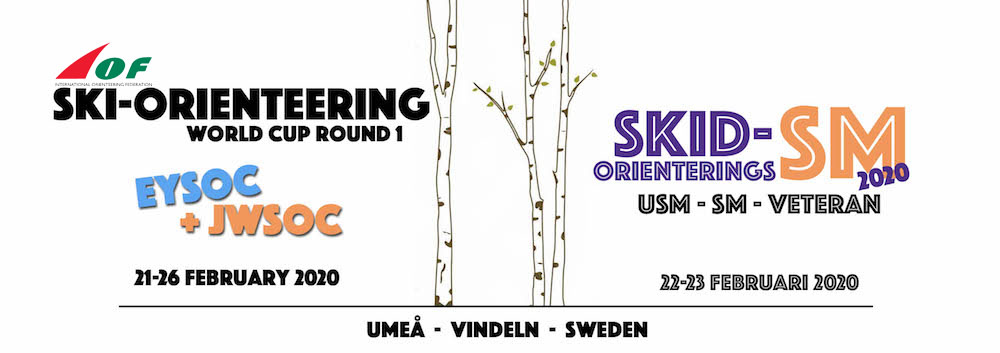 IOF
INTERNATIONAL ORIENTEERING FEDERATION
SKI-ORIENTEERING
WORLD CUP ROUND 1
EYSOC
+ JWSOC
21-26 FEBRUARY 2020
SKID-SM
ORIENTERINGS
2020
USM - SM - VETERAN
22-23 FEBRUARI 2020
UMEÅ - VINDELN - SWEDEN